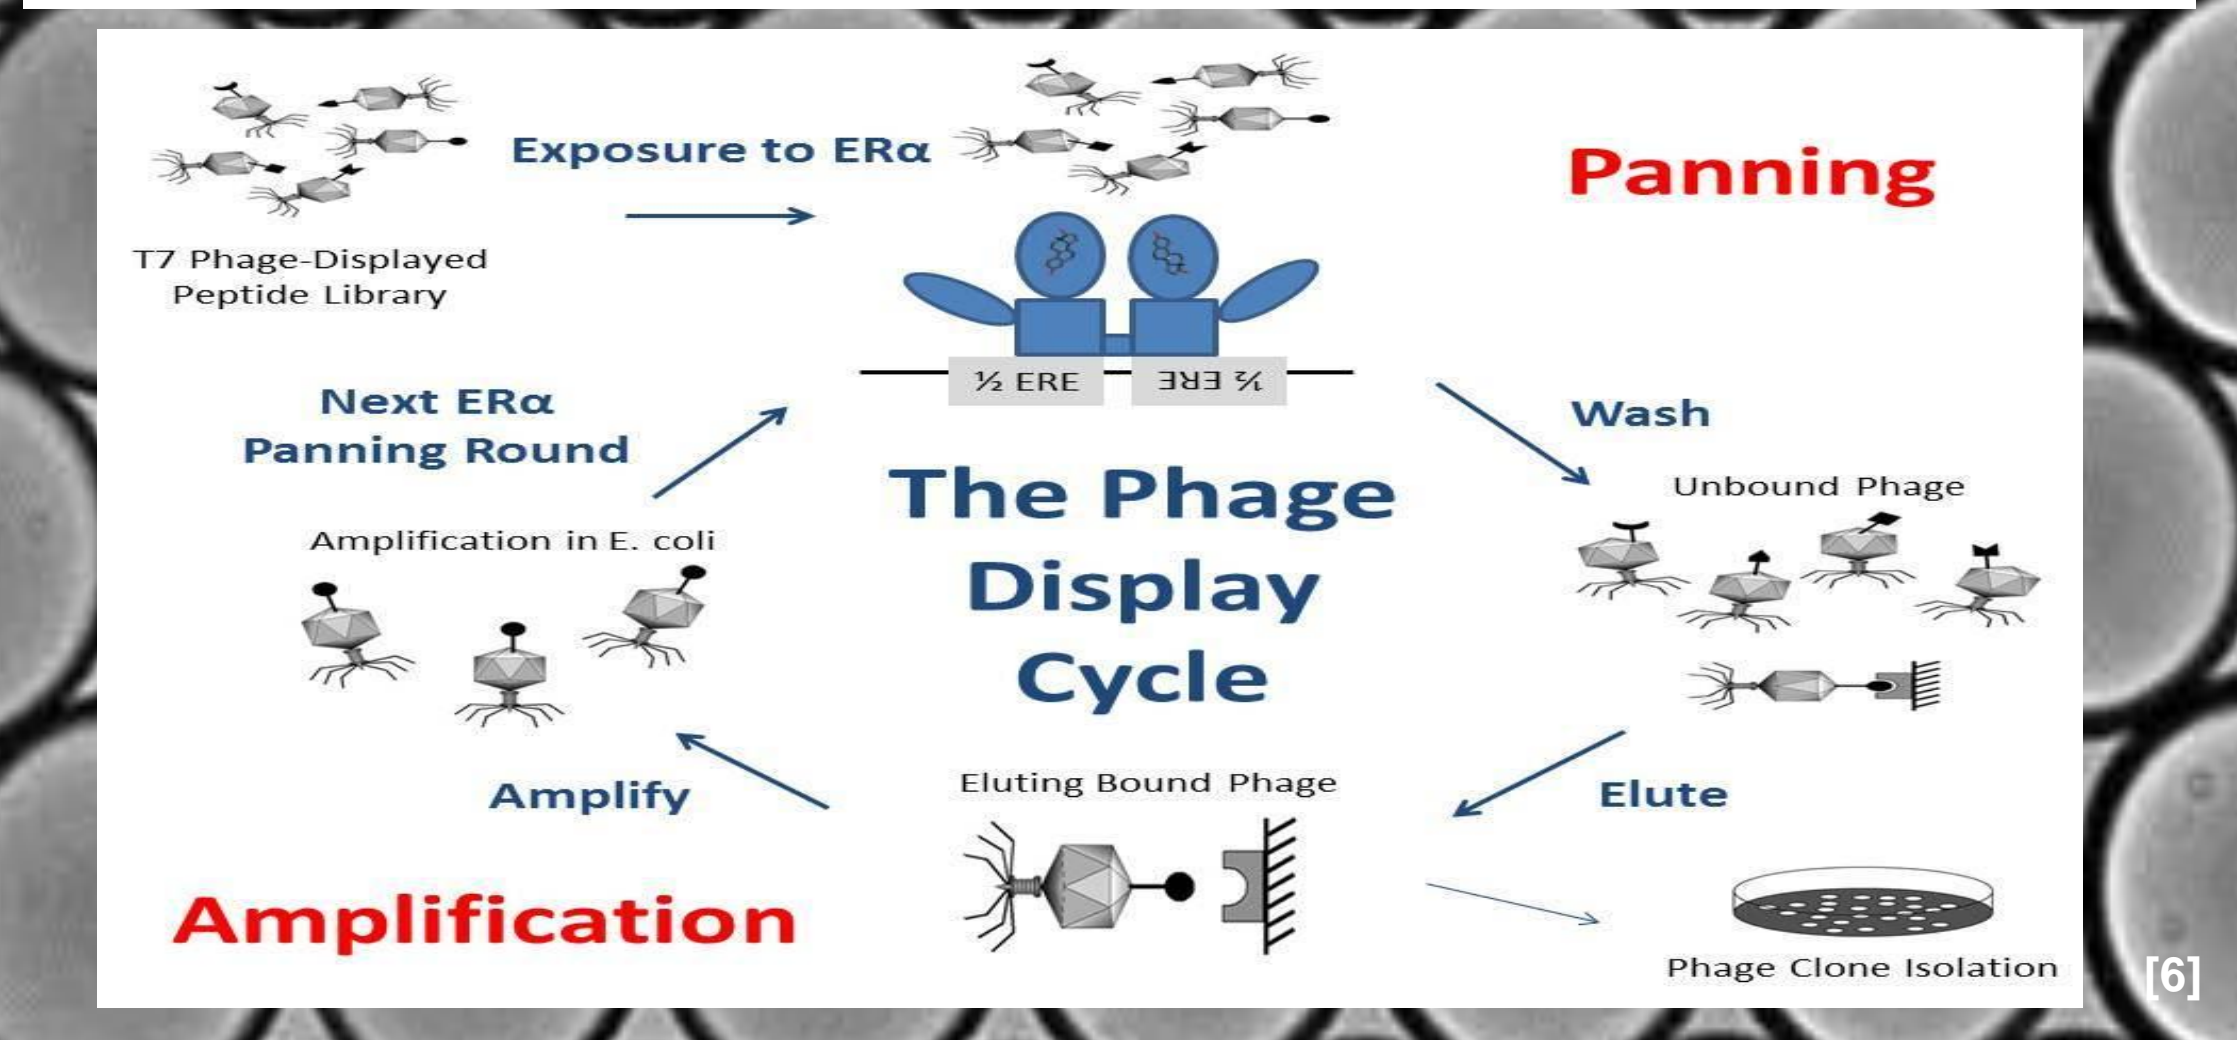 Exposure to ERα
Panning
T7 Phage-Displayed
Peptide Library
½ ERE
½ ERE
Next ERα
Panning Round
Wash
The Phage
Display
Cycle
Unbound Phage
Amplification in E. coli
Eluting Bound Phage
Amplify
Elute
Amplification
Phage Clone Isolation
[6]